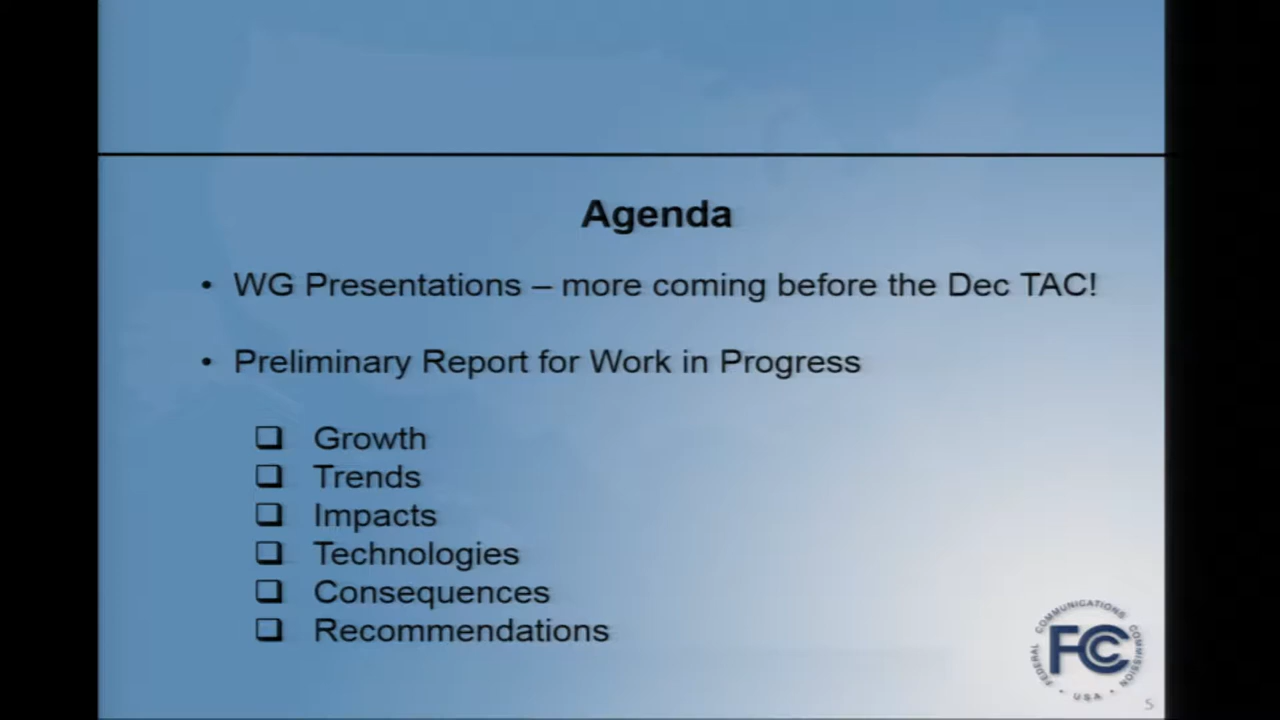 Agenda
• WG Presentations – more coming before the Dec TAC!
• Preliminary Report for Work in Progress
❑ Growth
❑ Trends
❑ Impacts
❑ Technologies
❑ Consequences
❑ Recommendations
FEDERAL COMMUNICATIONS COMMISSION
FCC
• USA •
5